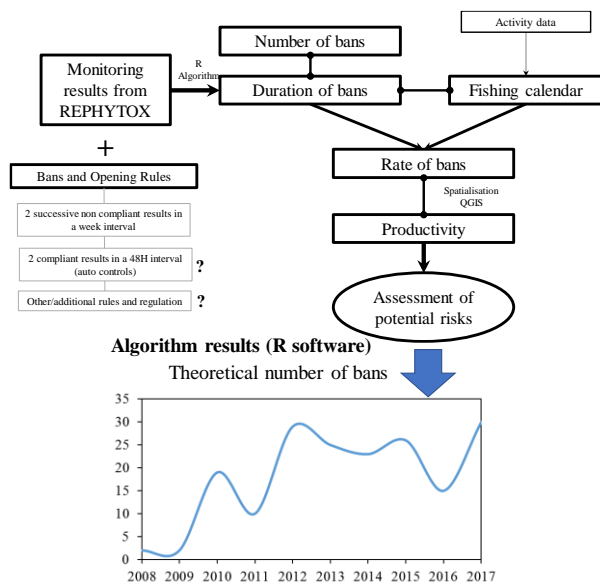 Activity data
Number of bans
R
Algorithm
Monitoring
results from
REPHYTOX
Duration of bans
Fishing calendar
+
Bans and Opening Rules
Rate of bans
2 successive non compliant results in
a week interval
Spatialisation
QGIS
Productivity
2 compliant results in a 48H interval
(auto controls)
?
Other/additional rules and regulation
?
Assessment of
potential risks
Algorithm results (R software)
Theoretical number of bans
35
30
25
20
15
10
5
0
2008 2009 2010 2011 2012 2013 2014 2015 2016 2017